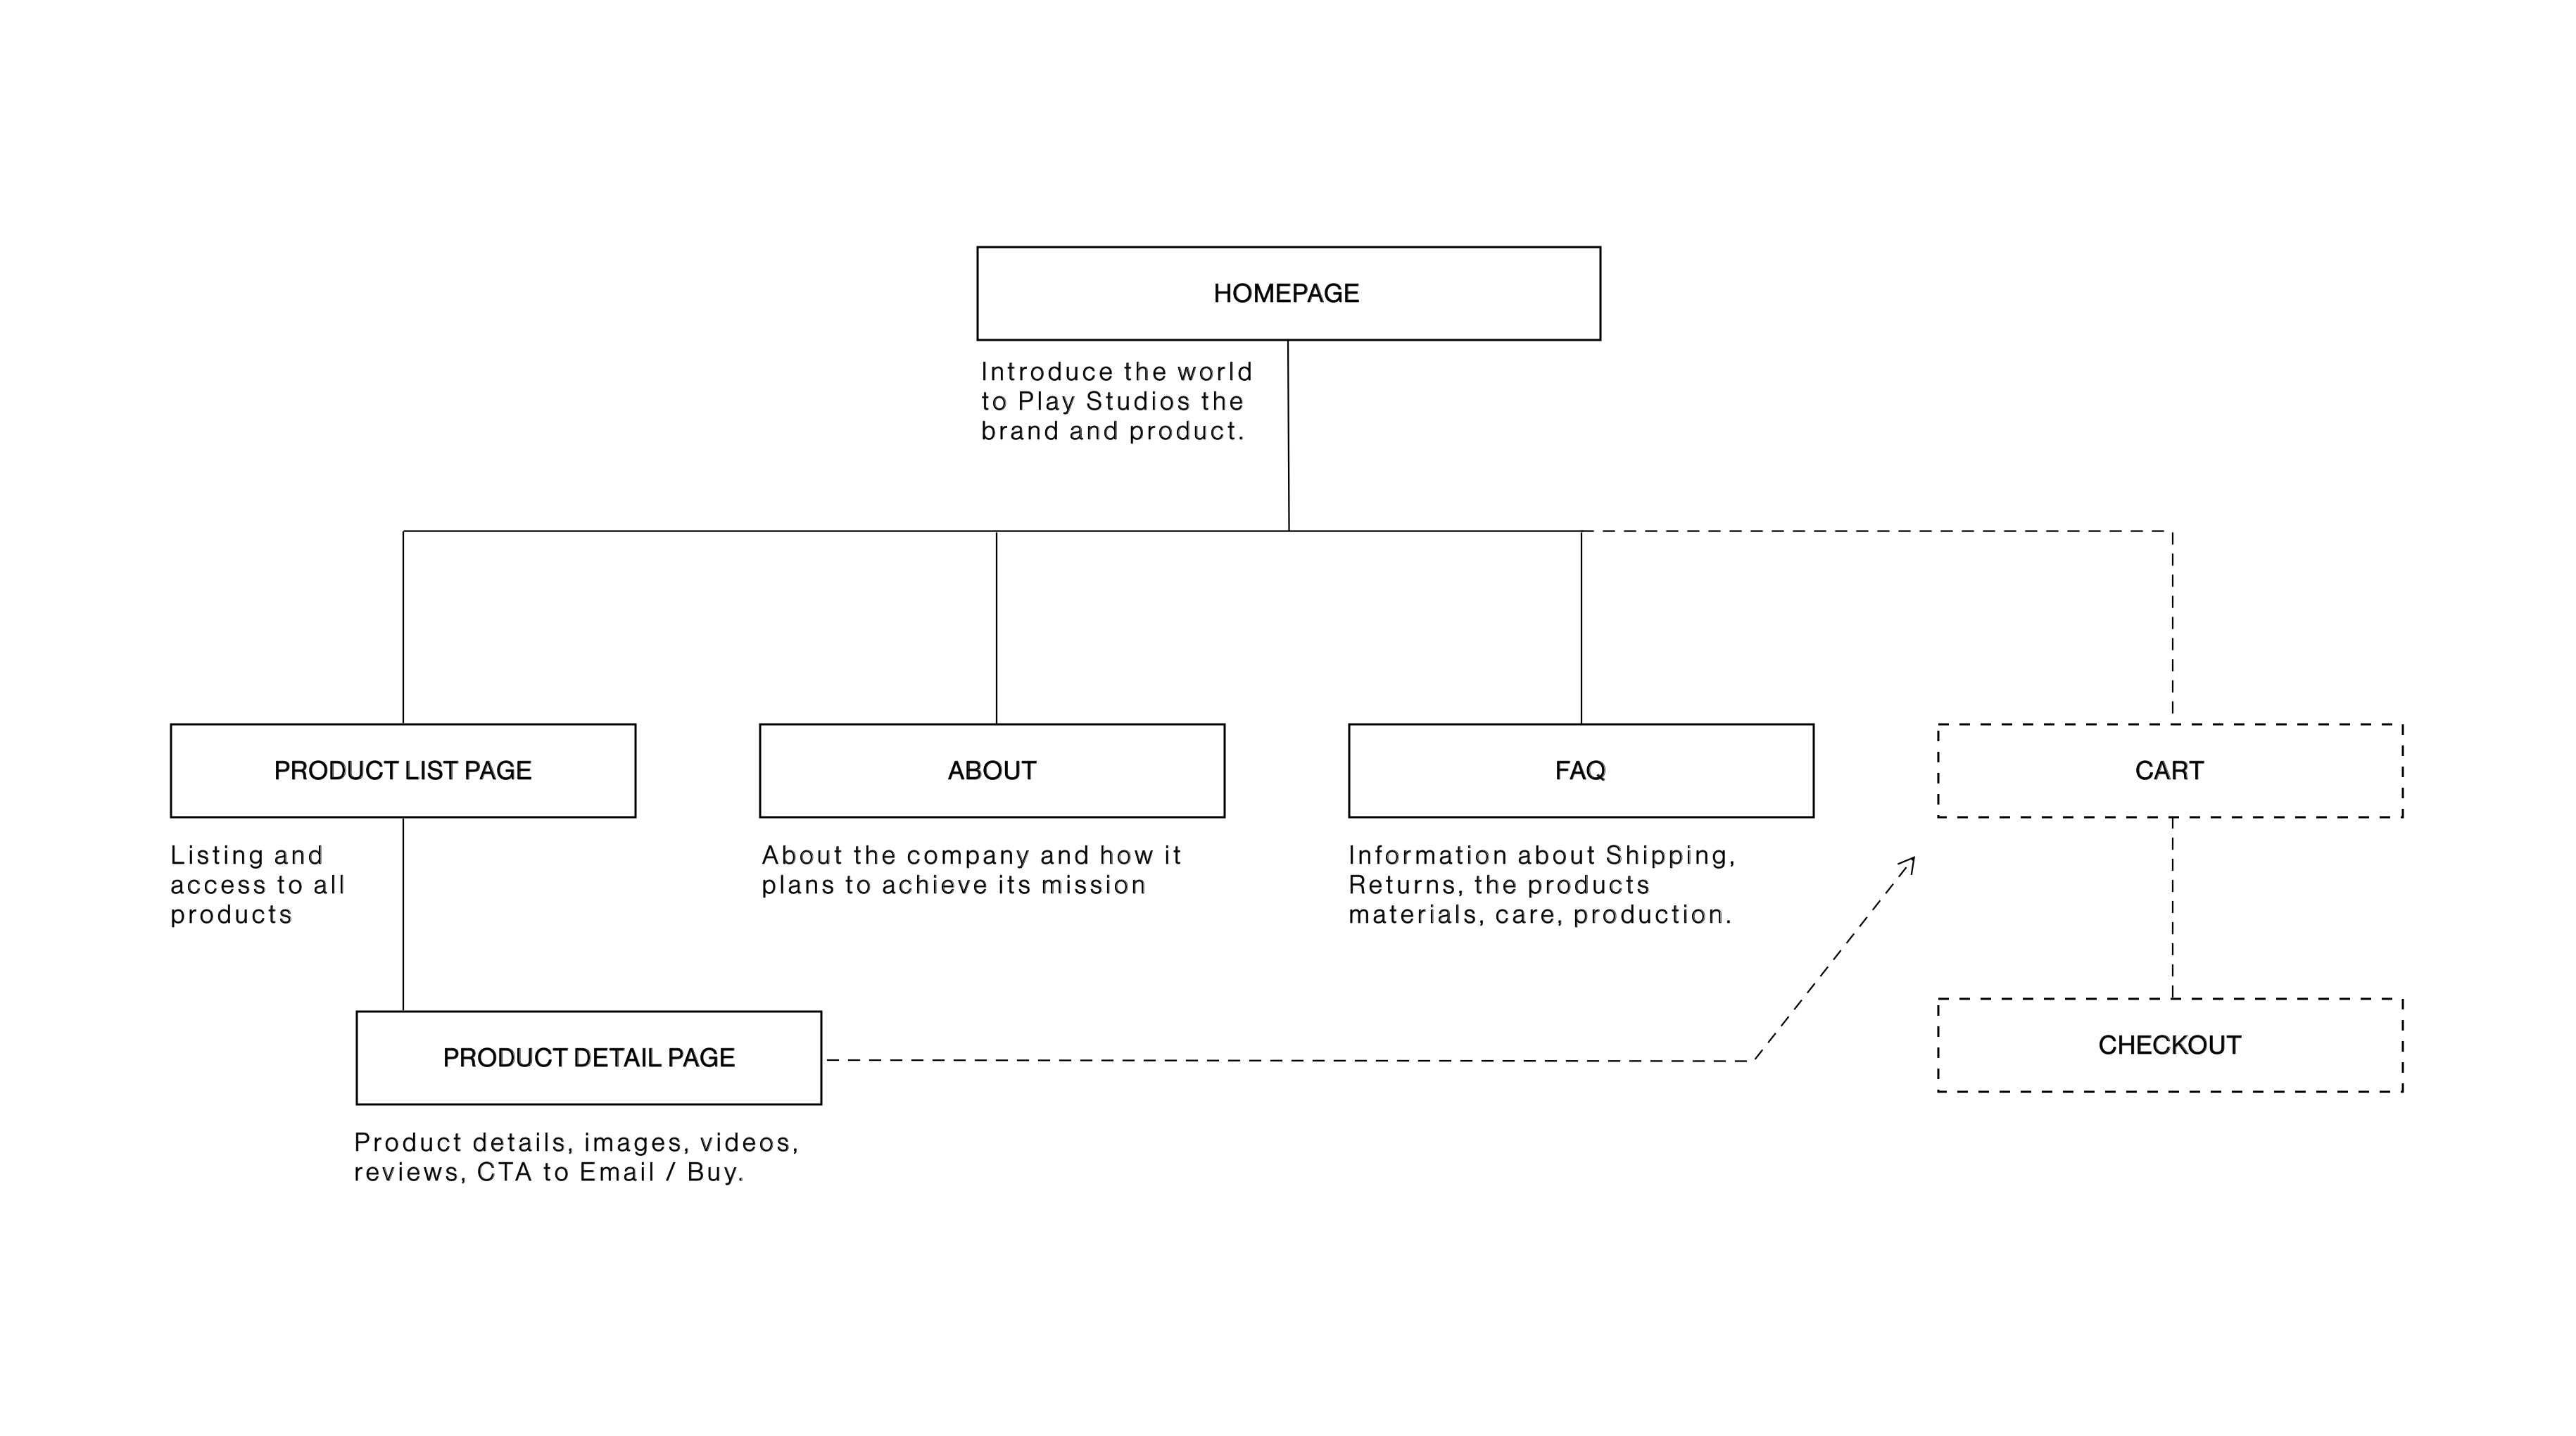 HOMEPAGE
Introduce the world
to Play Studios the
brand and product.
PRODUCT LIST PAGE
ABOUT
FAQ
CART
Listing and
access to all
products
About the company and how it
plans to achieve its mission
Information about Shipping,
Returns, the products
materials, care, production.
PRODUCT DETAIL PAGE
CHECKOUT
Product details, images, videos,
reviews, CTA to Email / Buy.